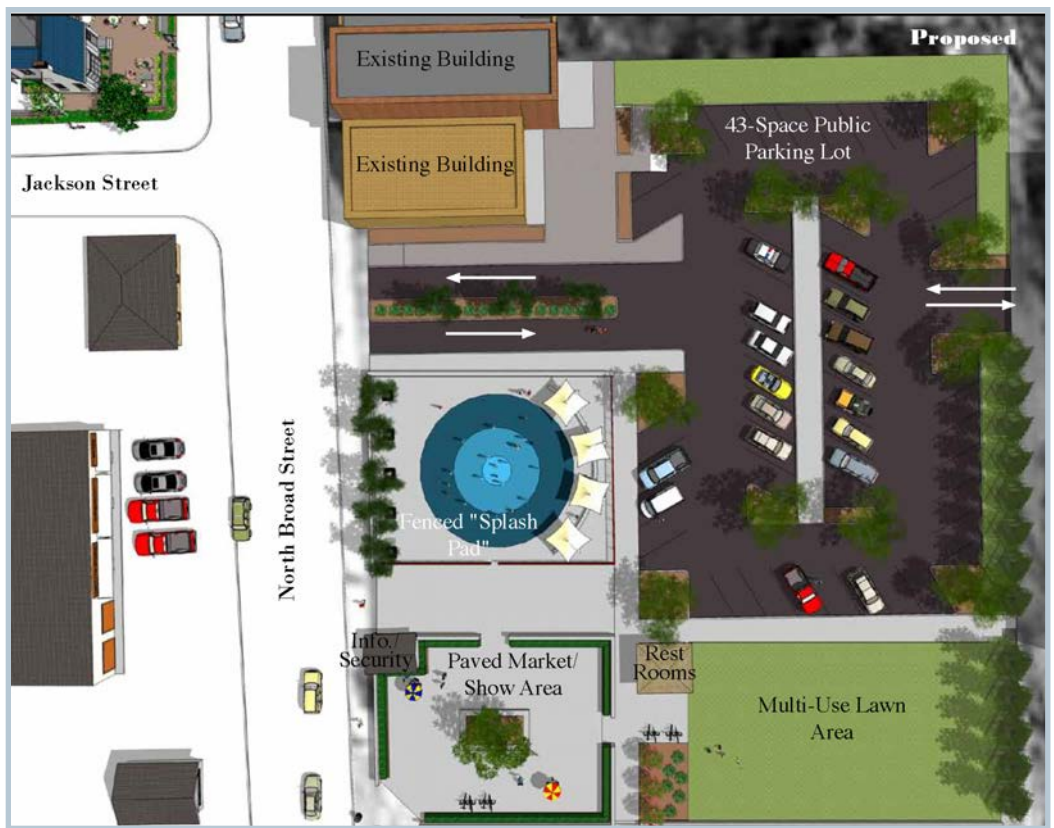 Proposed
Existing Building
43-Space Public
Parking Lot
Existing Building
Jackson Street
North Broad Street
Fenced "Splash
Pad"
Info./
Security
Paved Market/
Show Area
Rest
Rooms
Multi-Use Lawn
Area